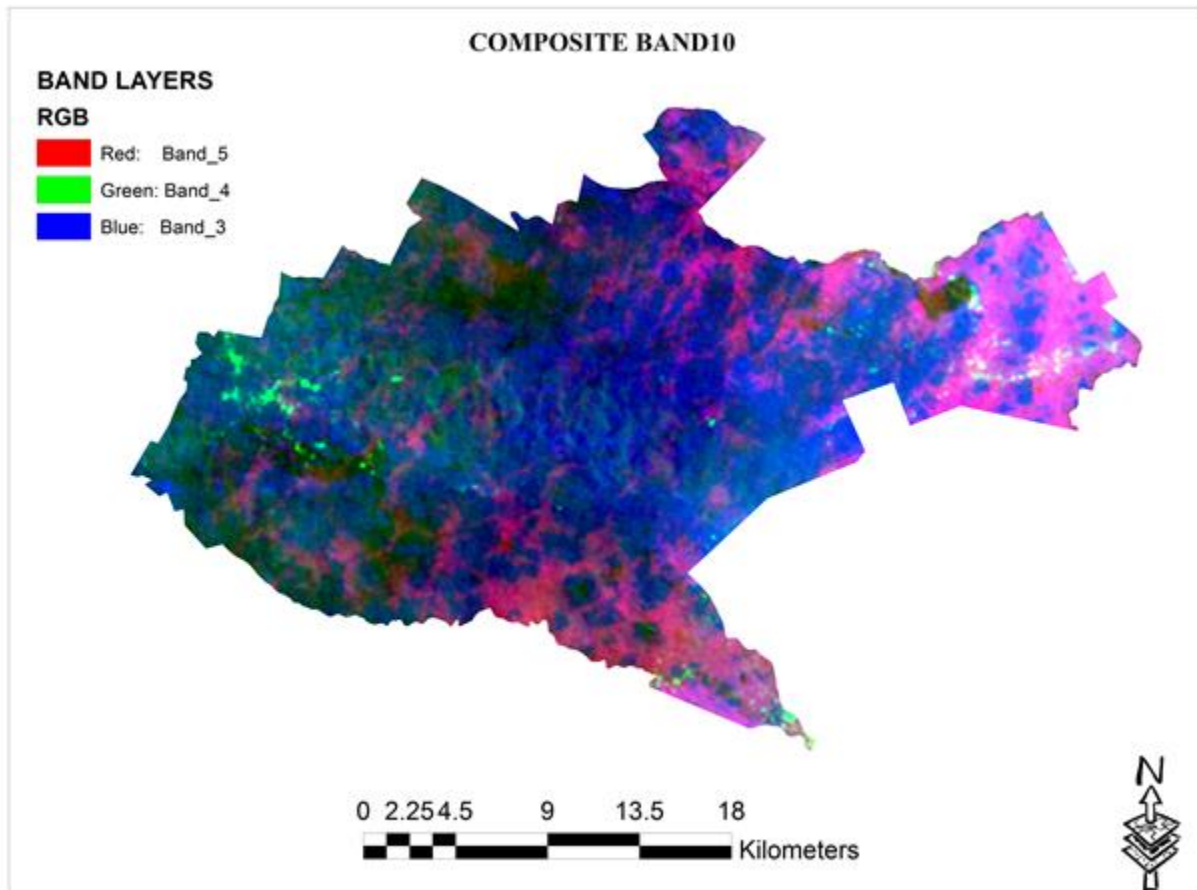 COMPOSITE BAND10
BAND LAYERS
RGB
Red: Band_5
Green: Band_4
Blue: Band_3
0 2.25 4.5 9 13.5 18
Kilometers
N